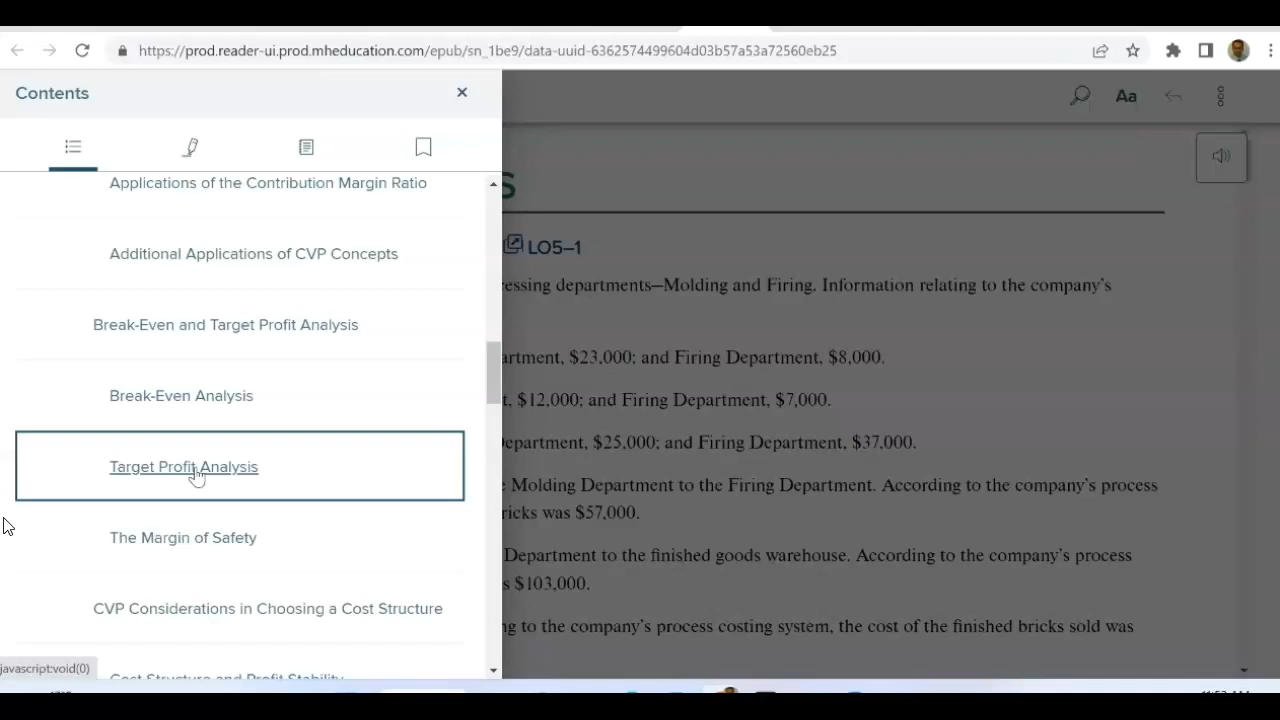 https://prod.reader-ui.prod.mheducation.com/epub/sn_1be9/data-uuid-6362574499604d03b57a53a72560eb25
Contents
Aa
Applications of the Contribution Margin Ratio
Additional Applications of CVP Concepts
Break-Even and Target Profit Analysis
Break-Even Analysis
Target Profit Analysis
The Margin of Safety
CVP Considerations in Choosing a Cost Structure
Cost Structure and Profit Stability
javascript:void(0)
S
LO5–1
essing departments—Molding and Firing. Information relating to the company's
artment, $23,000; and Firing Department, $8,000.
t, $12,000; and Firing Department, $7,000.
epartment, $25,000; and Firing Department, $37,000.
e Molding Department to the Firing Department. According to the company's process
ricks was $57,000.
Department to the finished goods warehouse. According to the company's process
s $103,000.
ng to the company's process costing system, the cost of the finished bricks sold was